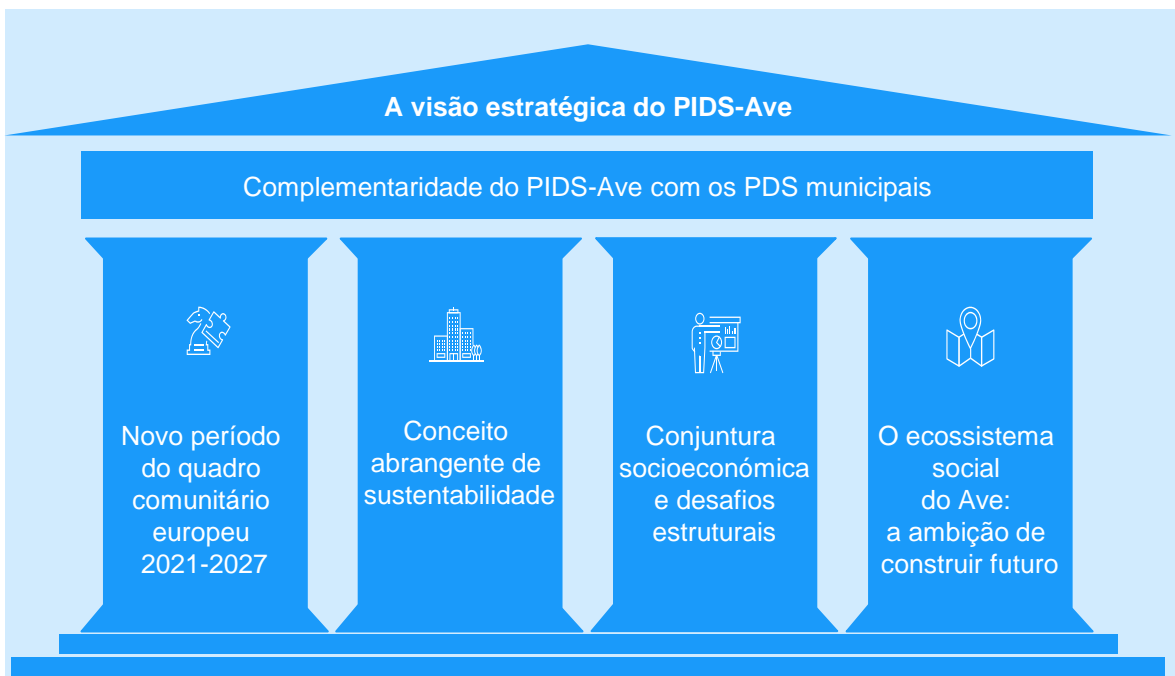 A visão estratégica do PIDS-Ave
Complementaridade do PIDS-Ave com os PDS municipais
Novo período
do quadro
comunitário
europeu
2021-2027
Conceito
abrangente de
sustentabilidade
Conjuntura
socioeconómica
e desafios
estruturais
O ecossistema
social
do Ave:
a ambição de
construir futuro